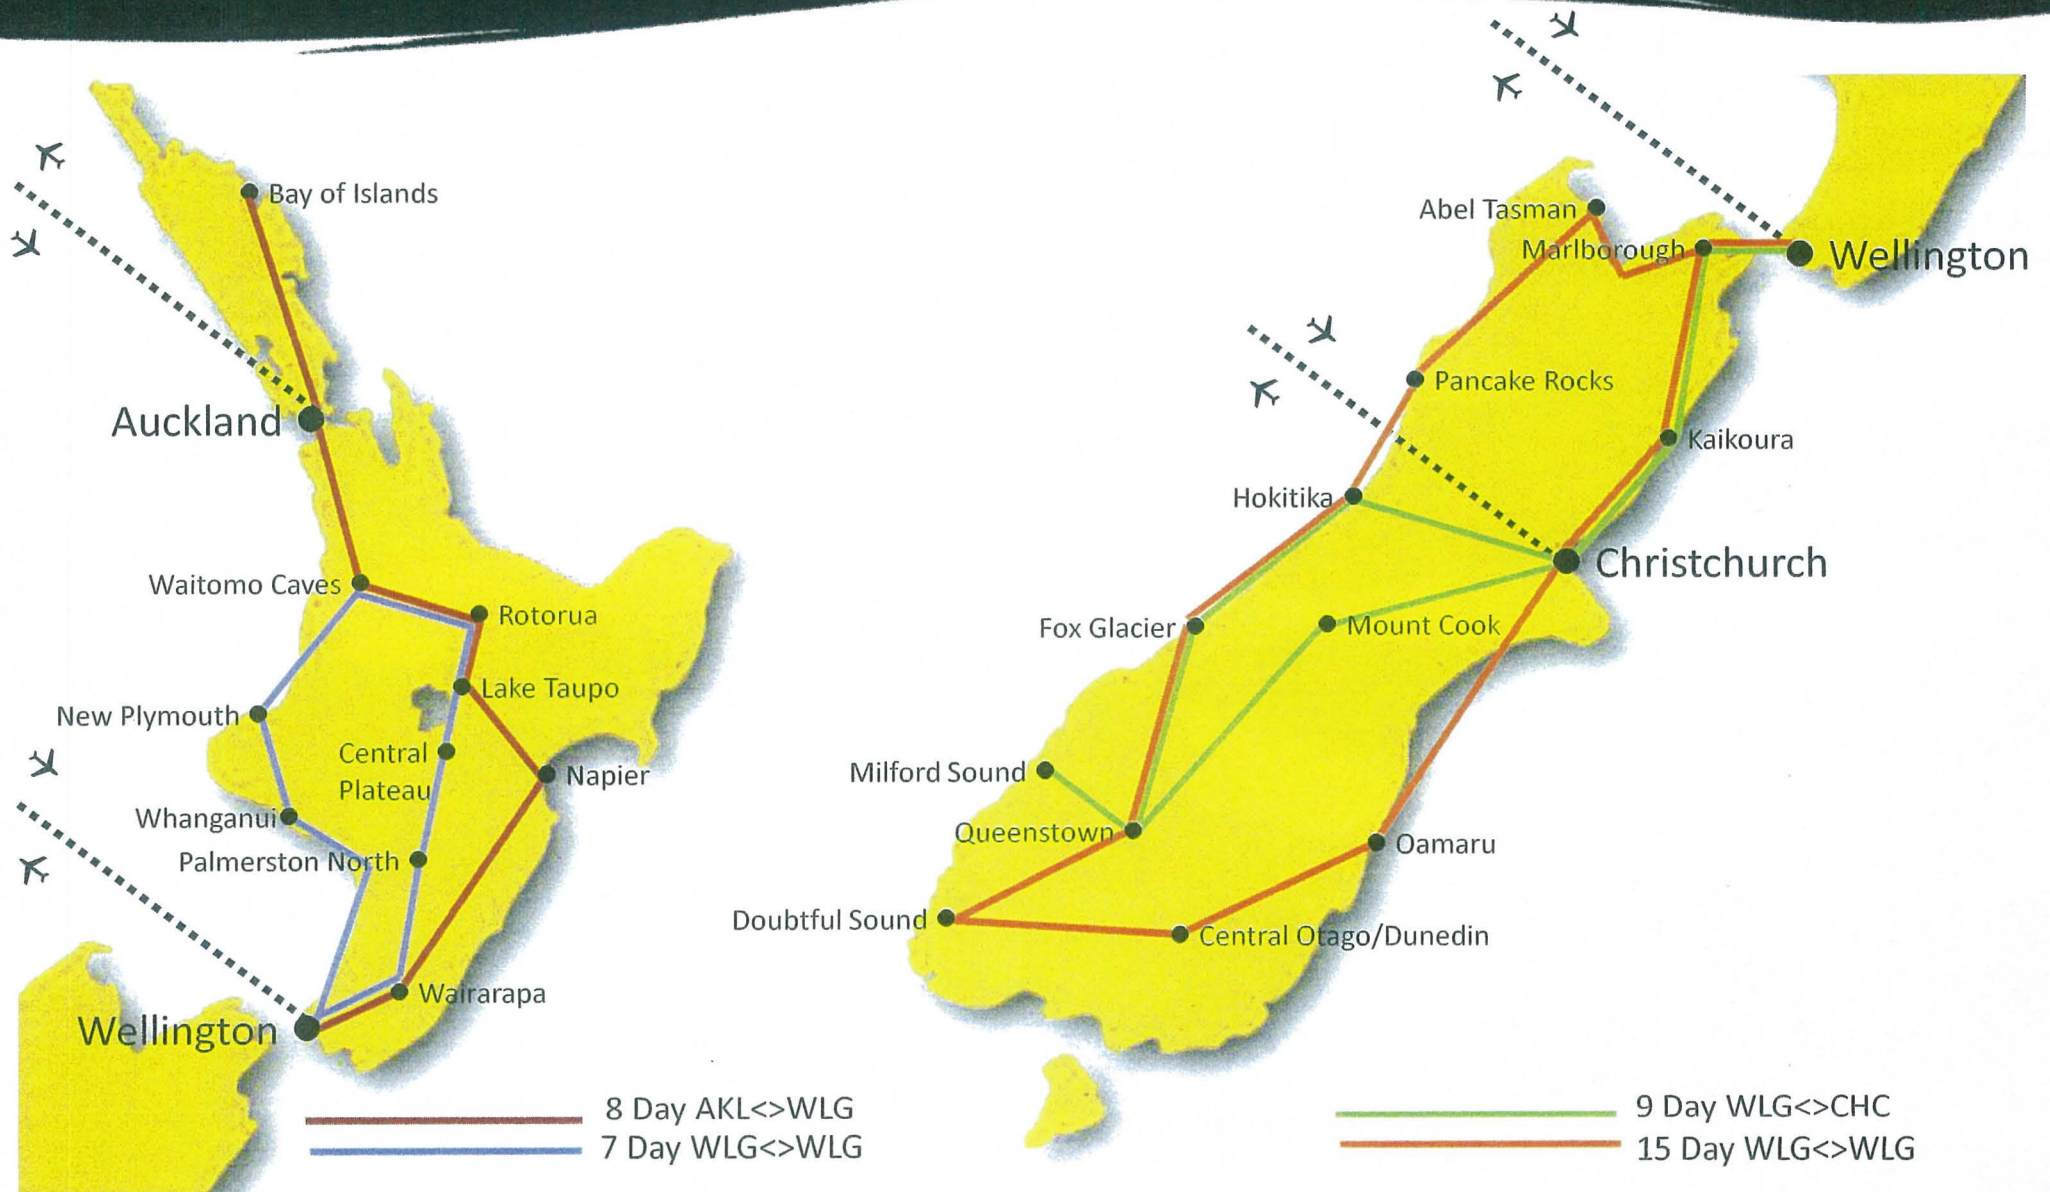 Bay of Islands
Auckland
Waitomo Caves
Rotorua
Lake Taupo
New Plymouth
Central
Plateau
Napier
Whanganui
Palmerston North
Wairarapa
Wellington
8 Day AKL<>WLG
7 Day WLG<>WLG
Abel Tasman
Marlborough
Wellington
Pancake Rocks
Kaikoura
Hokitika
Christchurch
Fox Glacier
Mount Cook
Milford Sound
Queenstown
Oamaru
Doubtful Sound
Central Otago/Dunedin
9 Day WLG<>CHC
15 Day WLG<>WLG